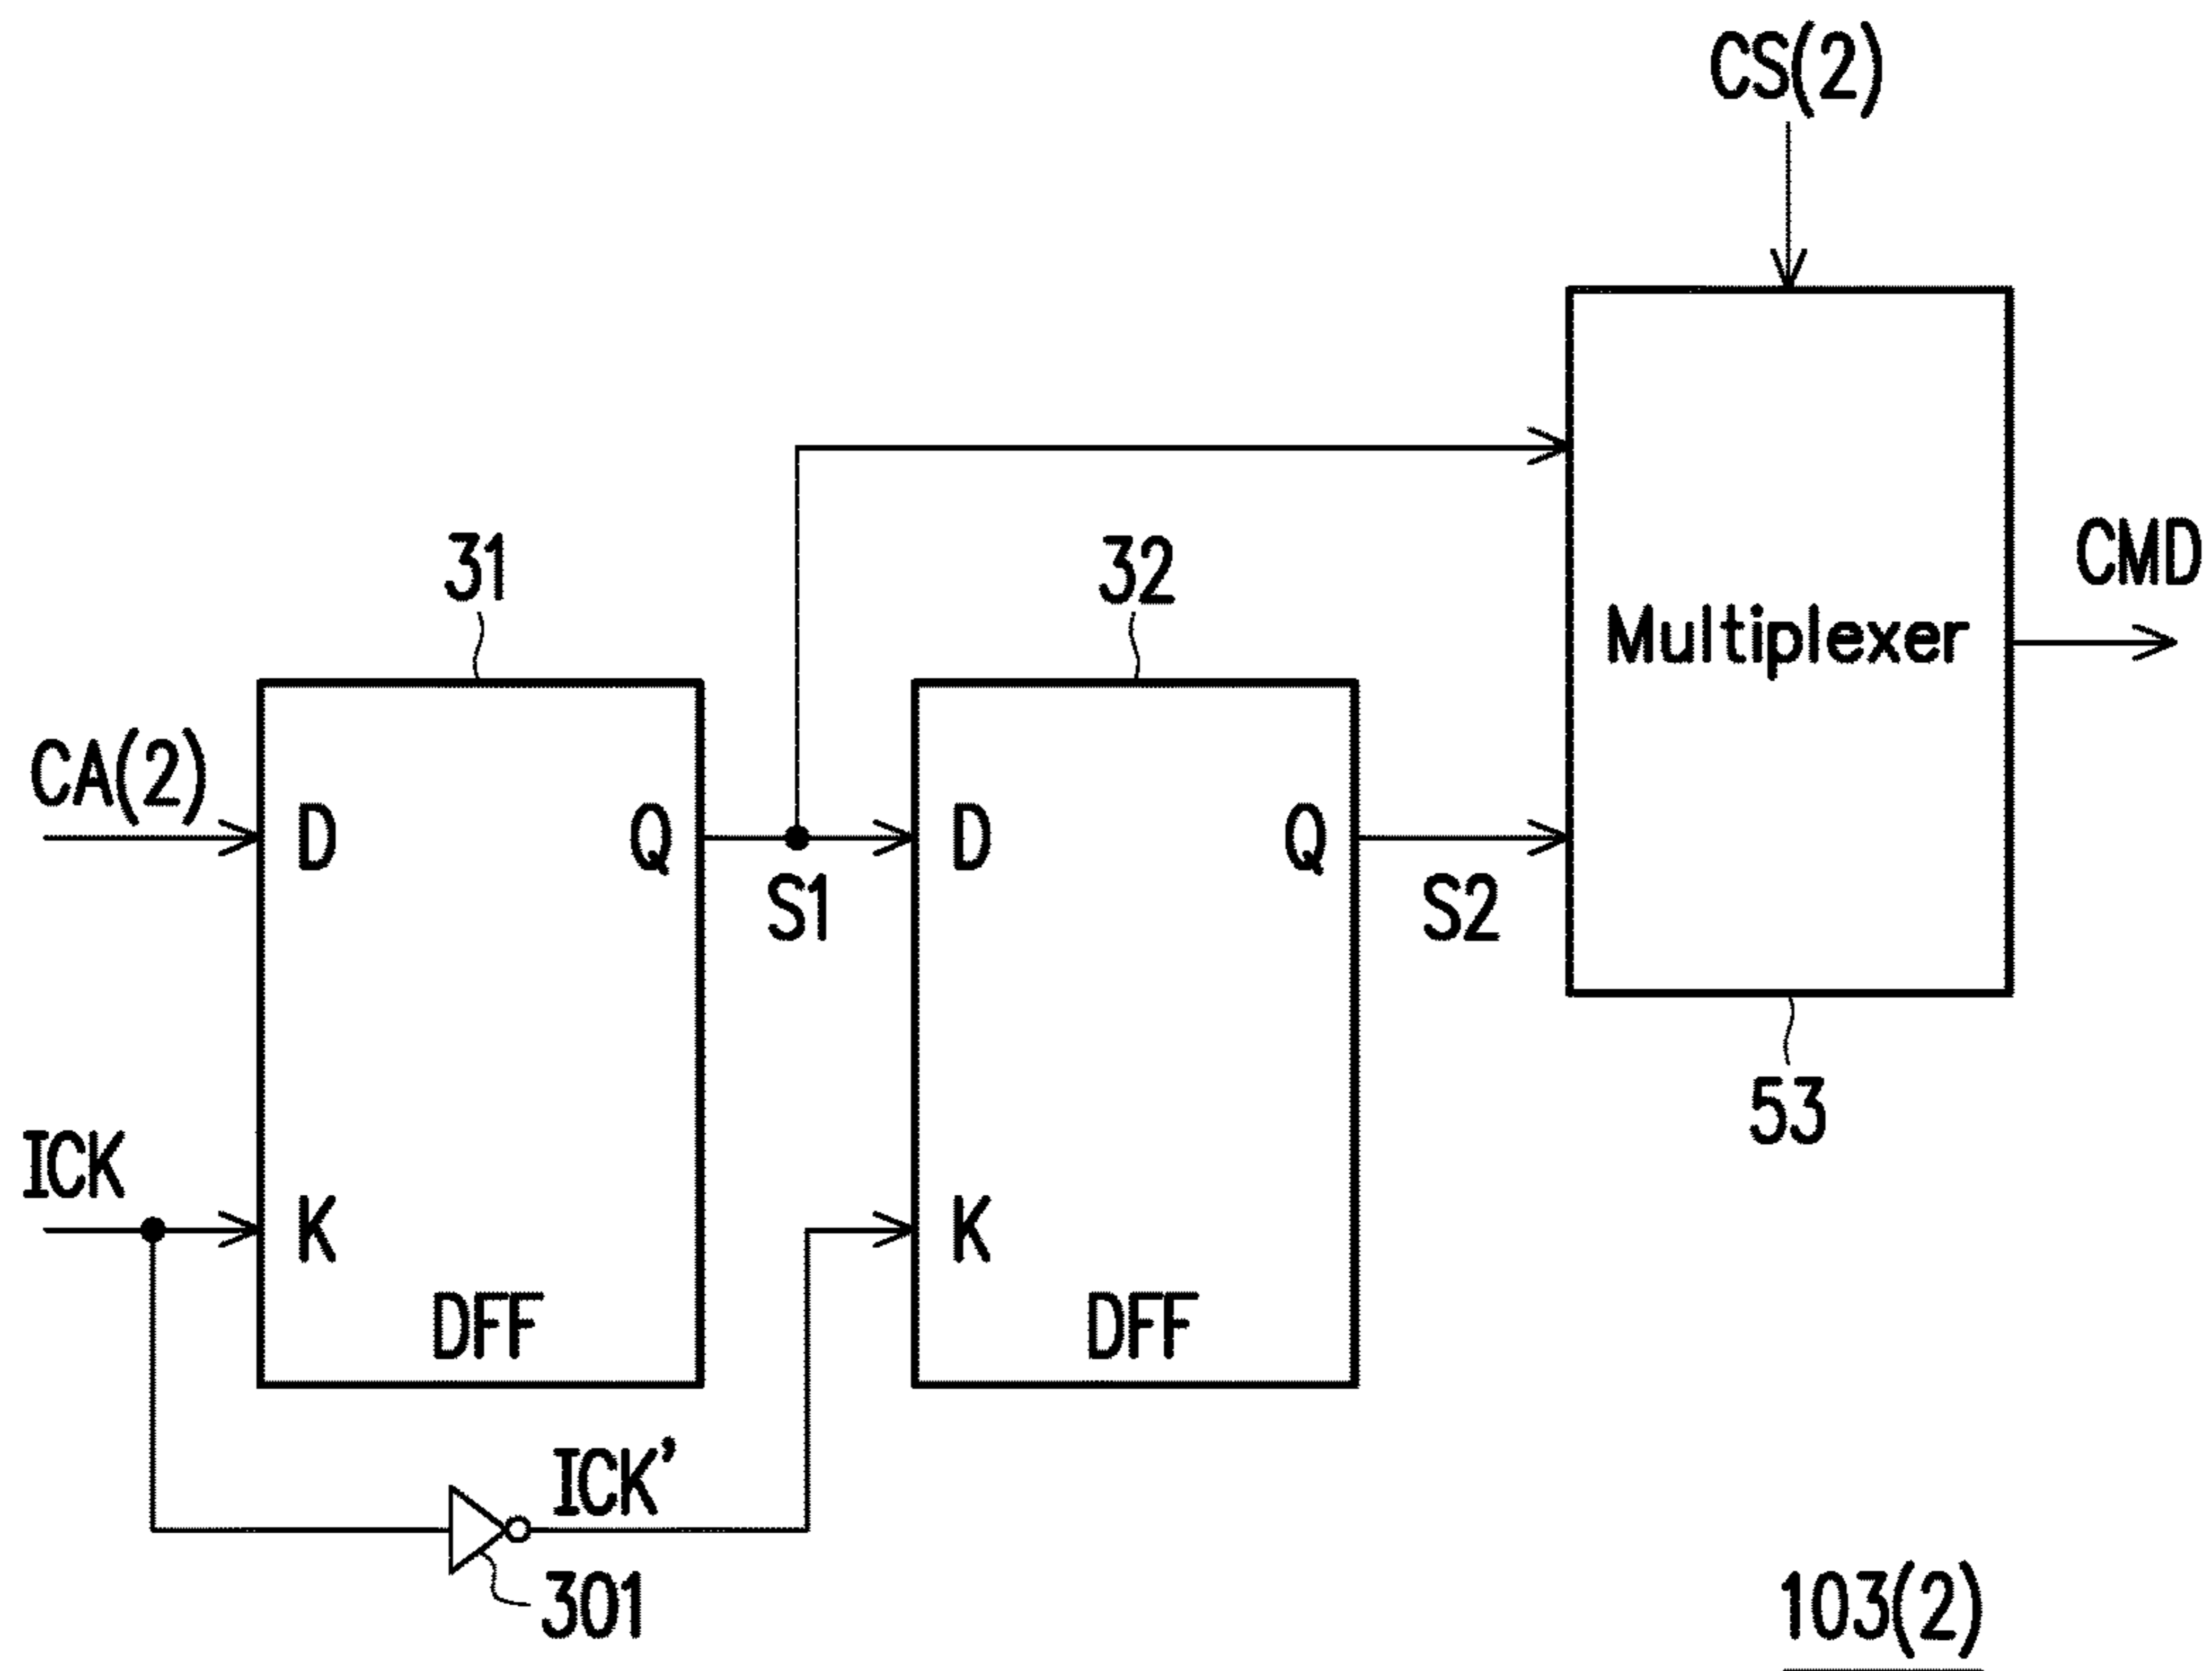 CS(2)
31
32
CMD
Multiplexer
CA(2)
D
Q
D
Q
S1
S2
53
ICK
K
K
DFF
DFF
ICK'
301
103(2)